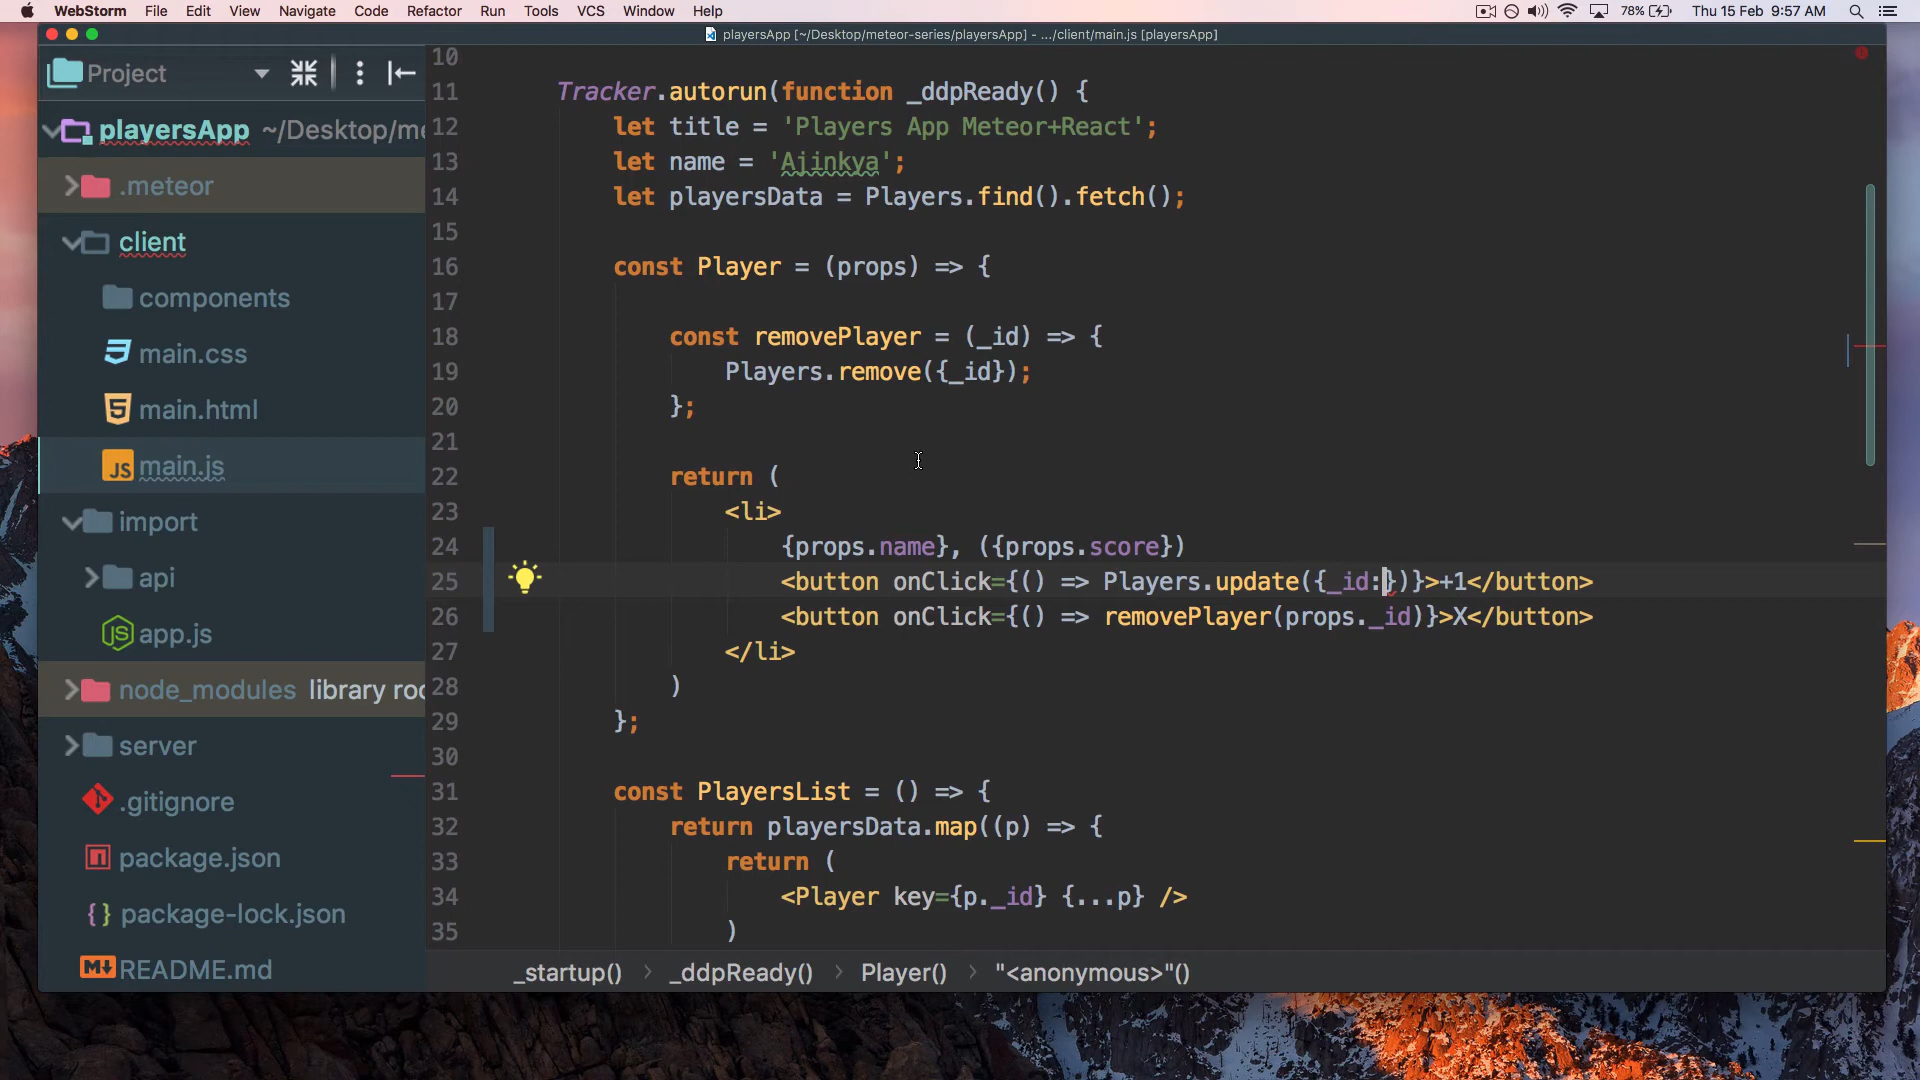 WebStorm File Edit View Navigate Code Refactor Run Tools VCS Window Help 78% Thu 15 Feb 9:57 AM
playersApp [~/Desktop/meteor-series/playersApp] - .../client/main.js [playersApp]
Project
playersApp ~/Desktop/me
.meteor
client
components
main.css
main.html
main.js
import
api
app.js
node_modules library roo
server
.gitignore
package.json
package-lock.json
README.md
10
11 Tracker.autorun(function _ddpReady() {
12 let title = 'Players App Meteor+React';
13 let name = 'Ajinkya';
14 let playersData = Players.find().fetch();
15
16 const Player = (props) => {
17
18 const removePlayer = (_id) => {
19 Players.remove({_id});
20 };
21
22 return (
23 <li>
24 {props.name}, ({props.score})
25 <button onClick={() => Players.update({_id:})}>+1</button>
26 <button onClick={() => removePlayer(props._id)}>X</button>
27 </li>
28 )
29 };
30
31 const PlayersList = () => {
32 return playersData.map((p) => {
33 return (
34 <Player key={p._id} {...p} />
35 )
_startup() › _ddpReady() › Player() › "<anonymous>"()